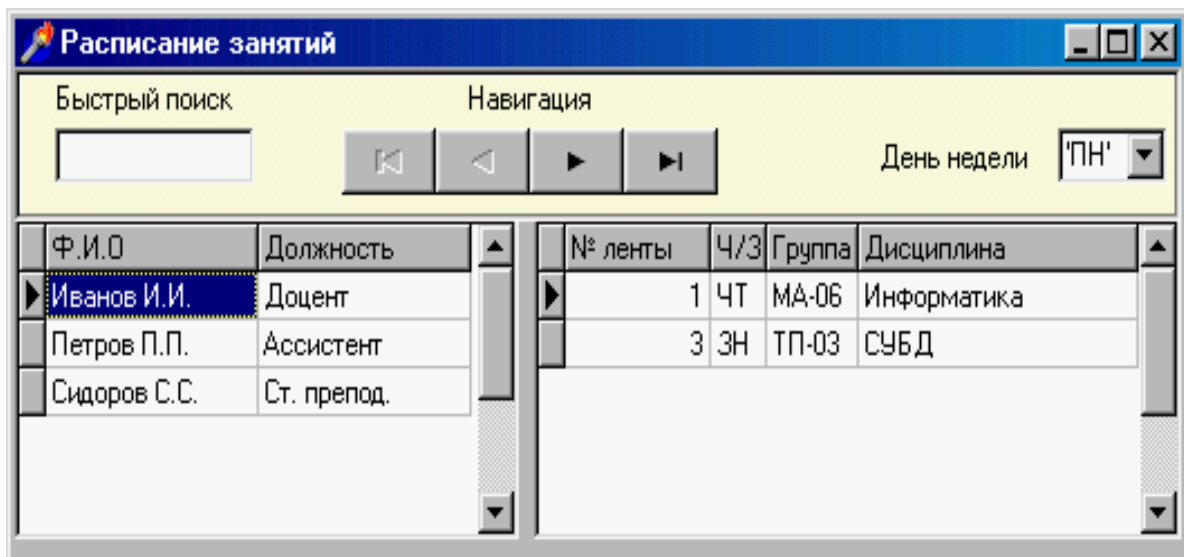 Расписание занятий
Быстрый поиск Навигация
День недели 'ПН'
Ф.И.О Должность
Иванов И.И. Доцент
Петров П.П. Ассистент
Сидоров С.С. Ст. препод.
№ ленты Ч/З Группа Дисциплина
1 ЧТ МА-06 Информатика
3 ЗН ТП-03 СУБД